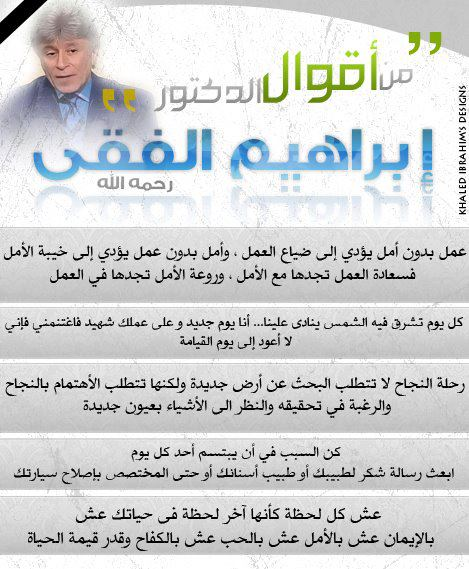 من أقوال الدكتور
إبراهيم الفقى
رحمه الله
KHALED IBRAHIM'S DESIGNS
عمل بدون أمل يؤدي إلى ضياع العمل ، وأمل بدون عمل يؤدي إلى خيبة الأمل
فسعادة العمل تجدها مع الأمل ، وروعة الأمل تجدها في العمل
كل يوم تشرق فيه الشمس ينادى علينا... أنا يوم جديد و على عملك شهيد فاغتنمني فإني
لا أعود إلى يوم القيامة
رحلة النجاح لا تتطلب البحث عن أرض جديدة ولكنها تتطلب الأهتمام بالنجاح
والرغبة في تحقيقه والنظر الى الأشياء بعيون جديدة
كن السبب في أن يبتسم أحد كل يوم
ابعث رسالة شكر لطبيبك أو طبيب أسنانك أو حتى المختصص بإصلاح سيارتك
عش كل لحظة كأنها آخر لحظة فى حياتك عش
بالإيمان عش بالأمل عش بالحب عش بالكفاح وقدر قيمة الحياة